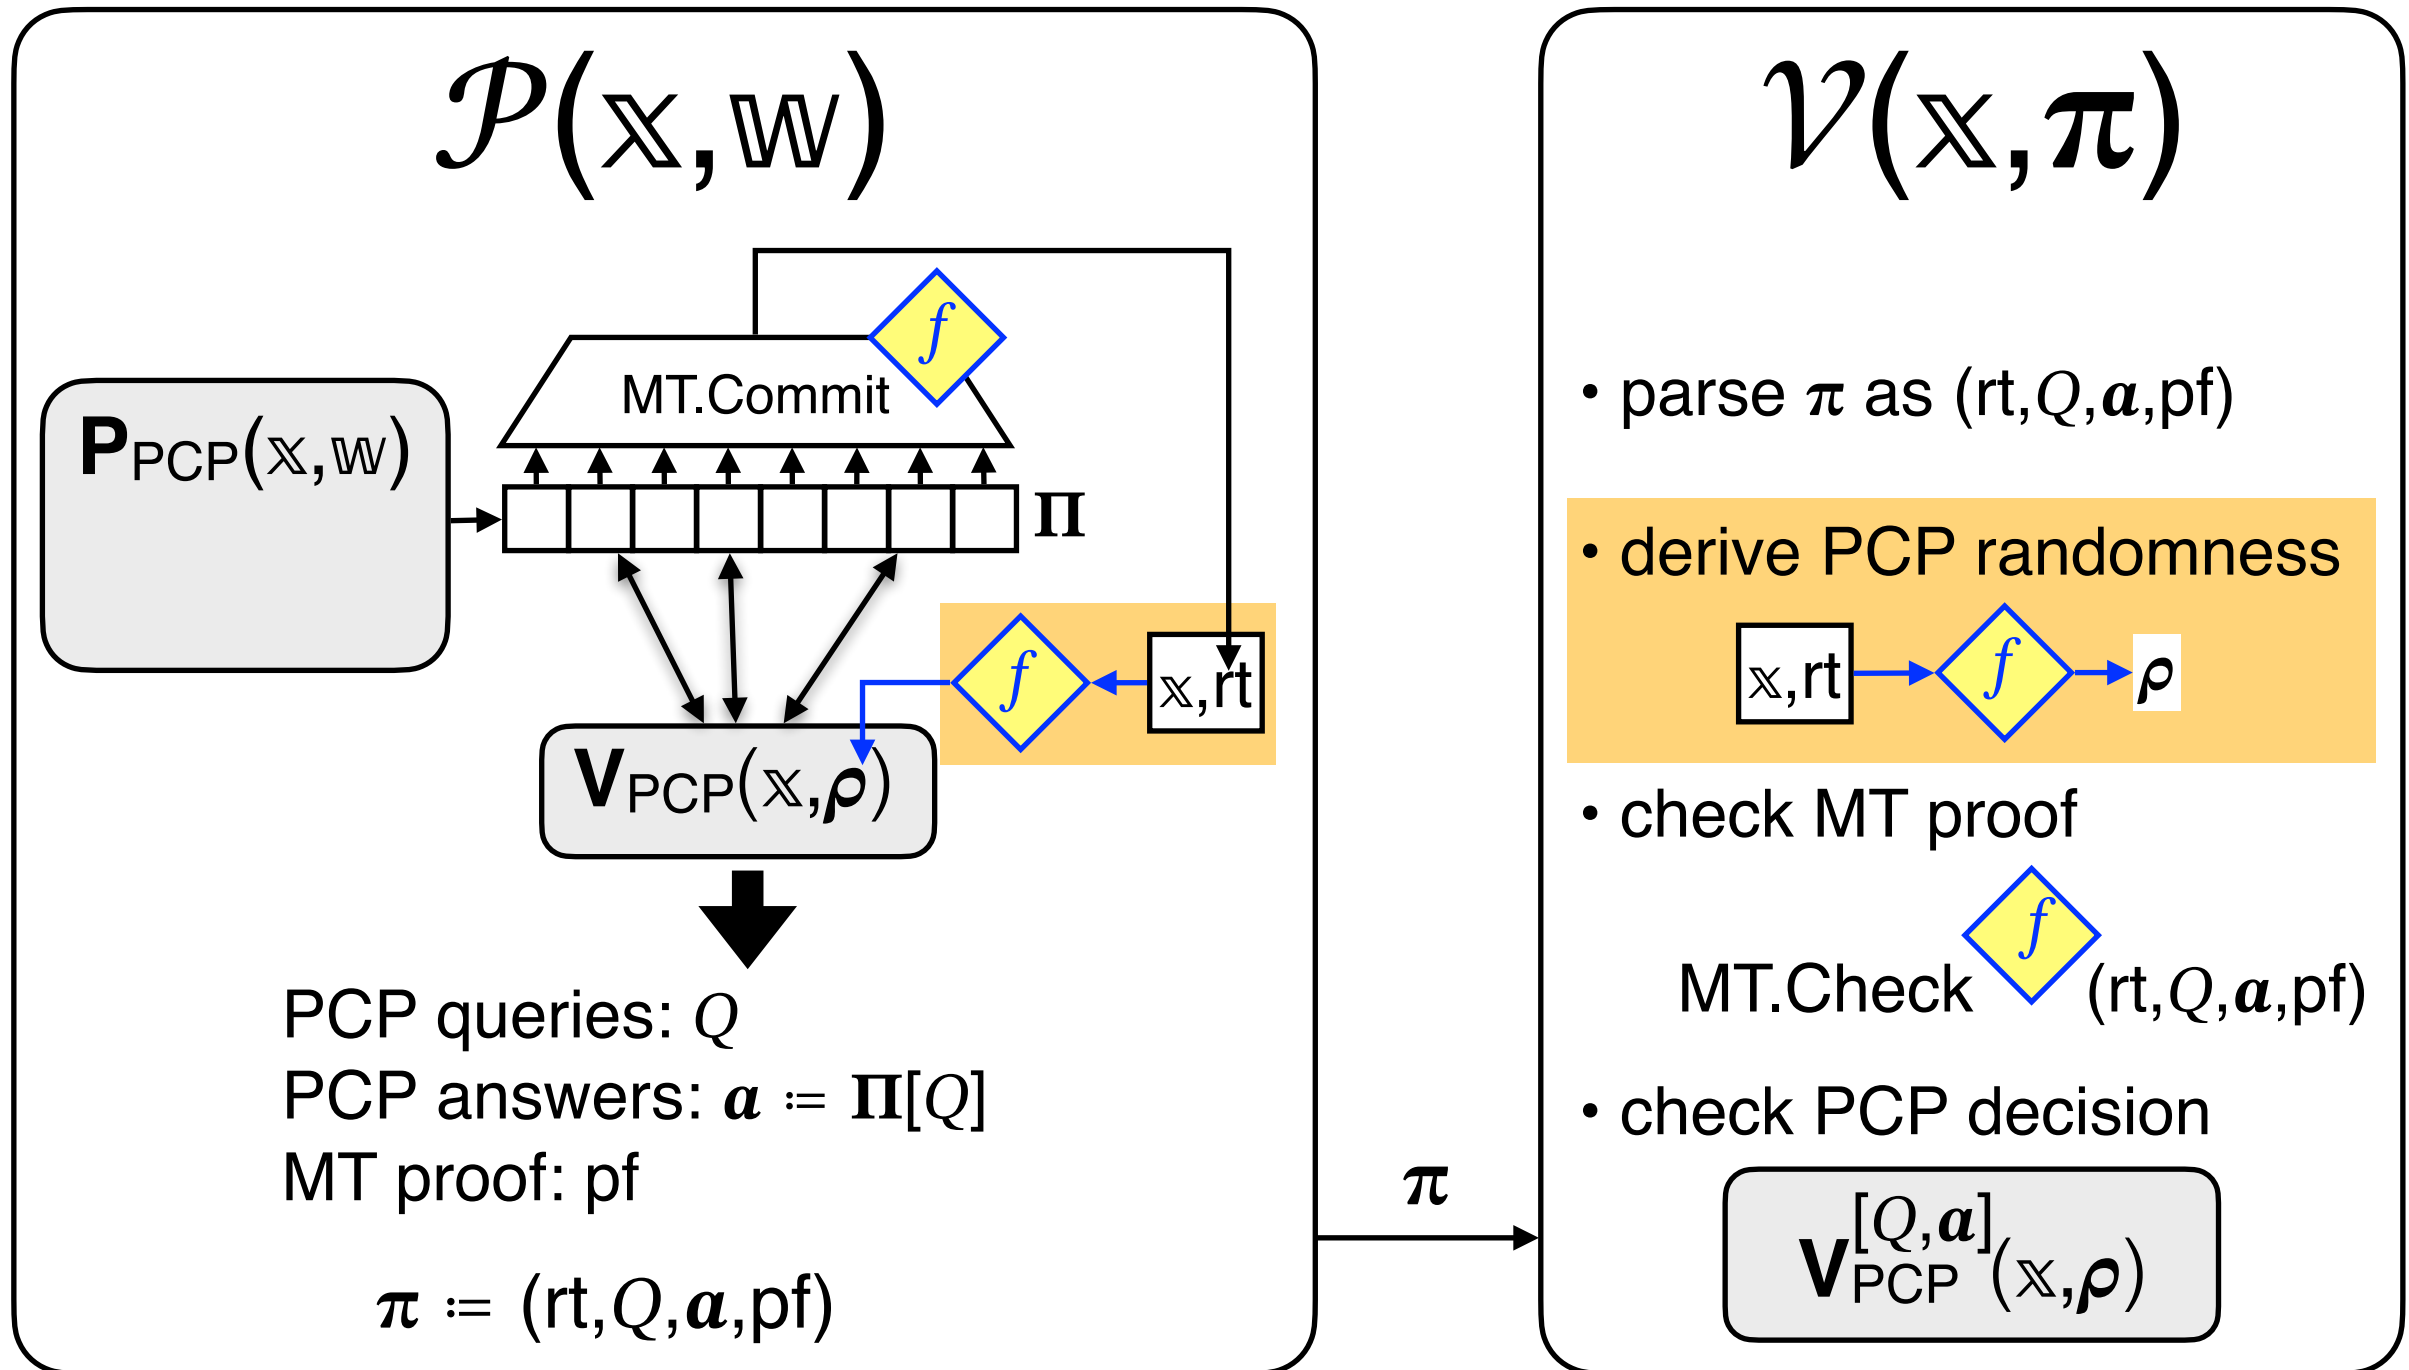 𝒫(𝕩,𝕨)
f
MT.Commit
P_PCP(𝕩,𝕨)
𝚷
f
𝕩,rt
V_PCP(𝕩,𝝆)
PCP queries: Q
PCP answers: 𝒂 ≔ 𝚷[Q]
MT proof: pf
𝝅 ≔ (rt,Q,𝒂,pf)
𝝅
𝒱(𝕩,𝝅)
• parse 𝝅 as (rt,Q,𝒂,pf)
• derive PCP randomness
𝕩,rt f 𝝆
• check MT proof
MT.Check^f(rt,Q,𝒂,pf)
• check PCP decision
V_PCP^[Q,𝒂](𝕩,𝝆)